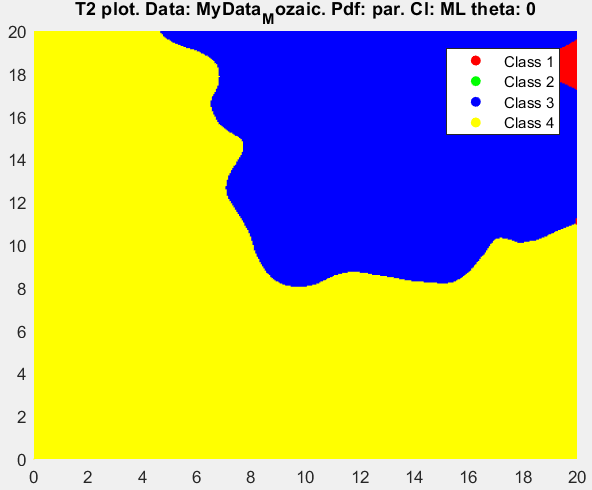 T2 plot. Data: MyData_Mozaic. Pdf: par. Cl: ML theta: 0
20
18
16
14
12
10
8
6
4
2
0
Class 1
Class 2
Class 3
Class 4
0 2 4 6 8 10 12 14 16 18 20